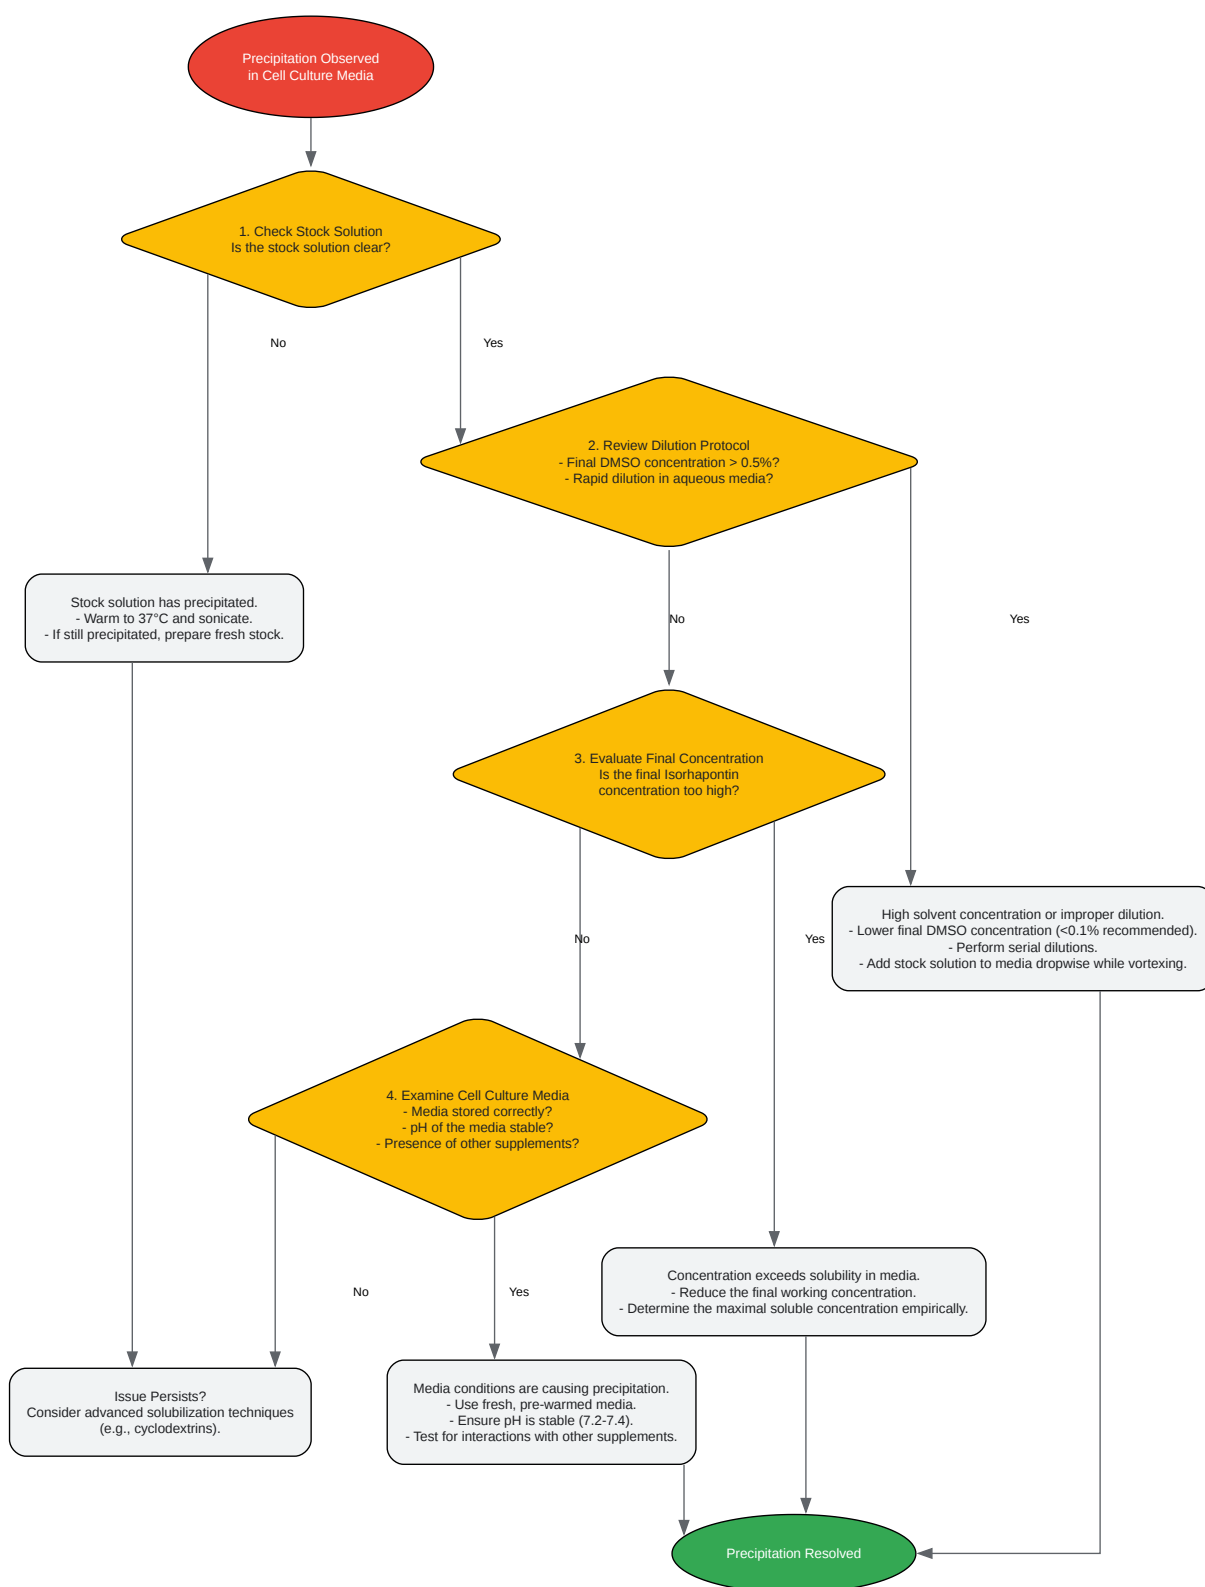 Precipitation Observed
in Cell Culture Media
1. Check Stock Solution
Is the stock solution clear?
No
Yes
2. Review Dilution Protocol
- Final DMSO concentration > 0.5%?
- Rapid dilution in aqueous media?
Stock solution has precipitated.
- Warm to 37°C and sonicate.
- If still precipitated, prepare fresh stock.
No
Yes
3. Evaluate Final Concentration
Is the final Isorhapontin
concentration too high?
High solvent concentration or improper dilution.
- Lower final DMSO concentration (<0.1% recommended).
- Perform serial dilutions.
- Add stock solution to media dropwise while vortexing.
No
Yes
4. Examine Cell Culture Media
- Media stored correctly?
- pH of the media stable?
- Presence of other supplements?
Concentration exceeds solubility in media.
- Reduce the final working concentration.
- Determine the maximal soluble concentration empirically.
No
Yes
Issue Persists?
Consider advanced solubilization techniques
(e.g., cyclodextrins).
Media conditions are causing precipitation.
- Use fresh, pre-warmed media.
- Ensure pH is stable (7.2-7.4).
- Test for interactions with other supplements.
Precipitation Resolved